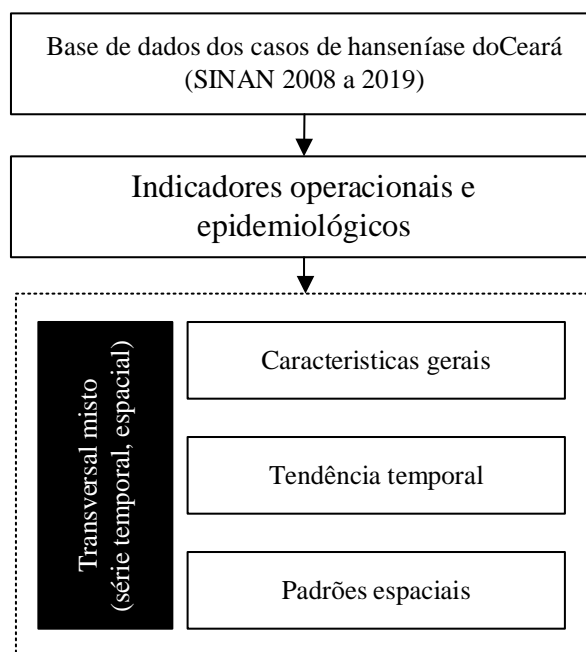 Base de dados dos casos de hanseníase doCeará
(SINAN 2008 a 2019)
Indicadores operacionais e
epidemiológicos
Transversal misto
(série temporal, espacial)
Caracteristicas gerais
Tendência temporal
Padrões espaciais